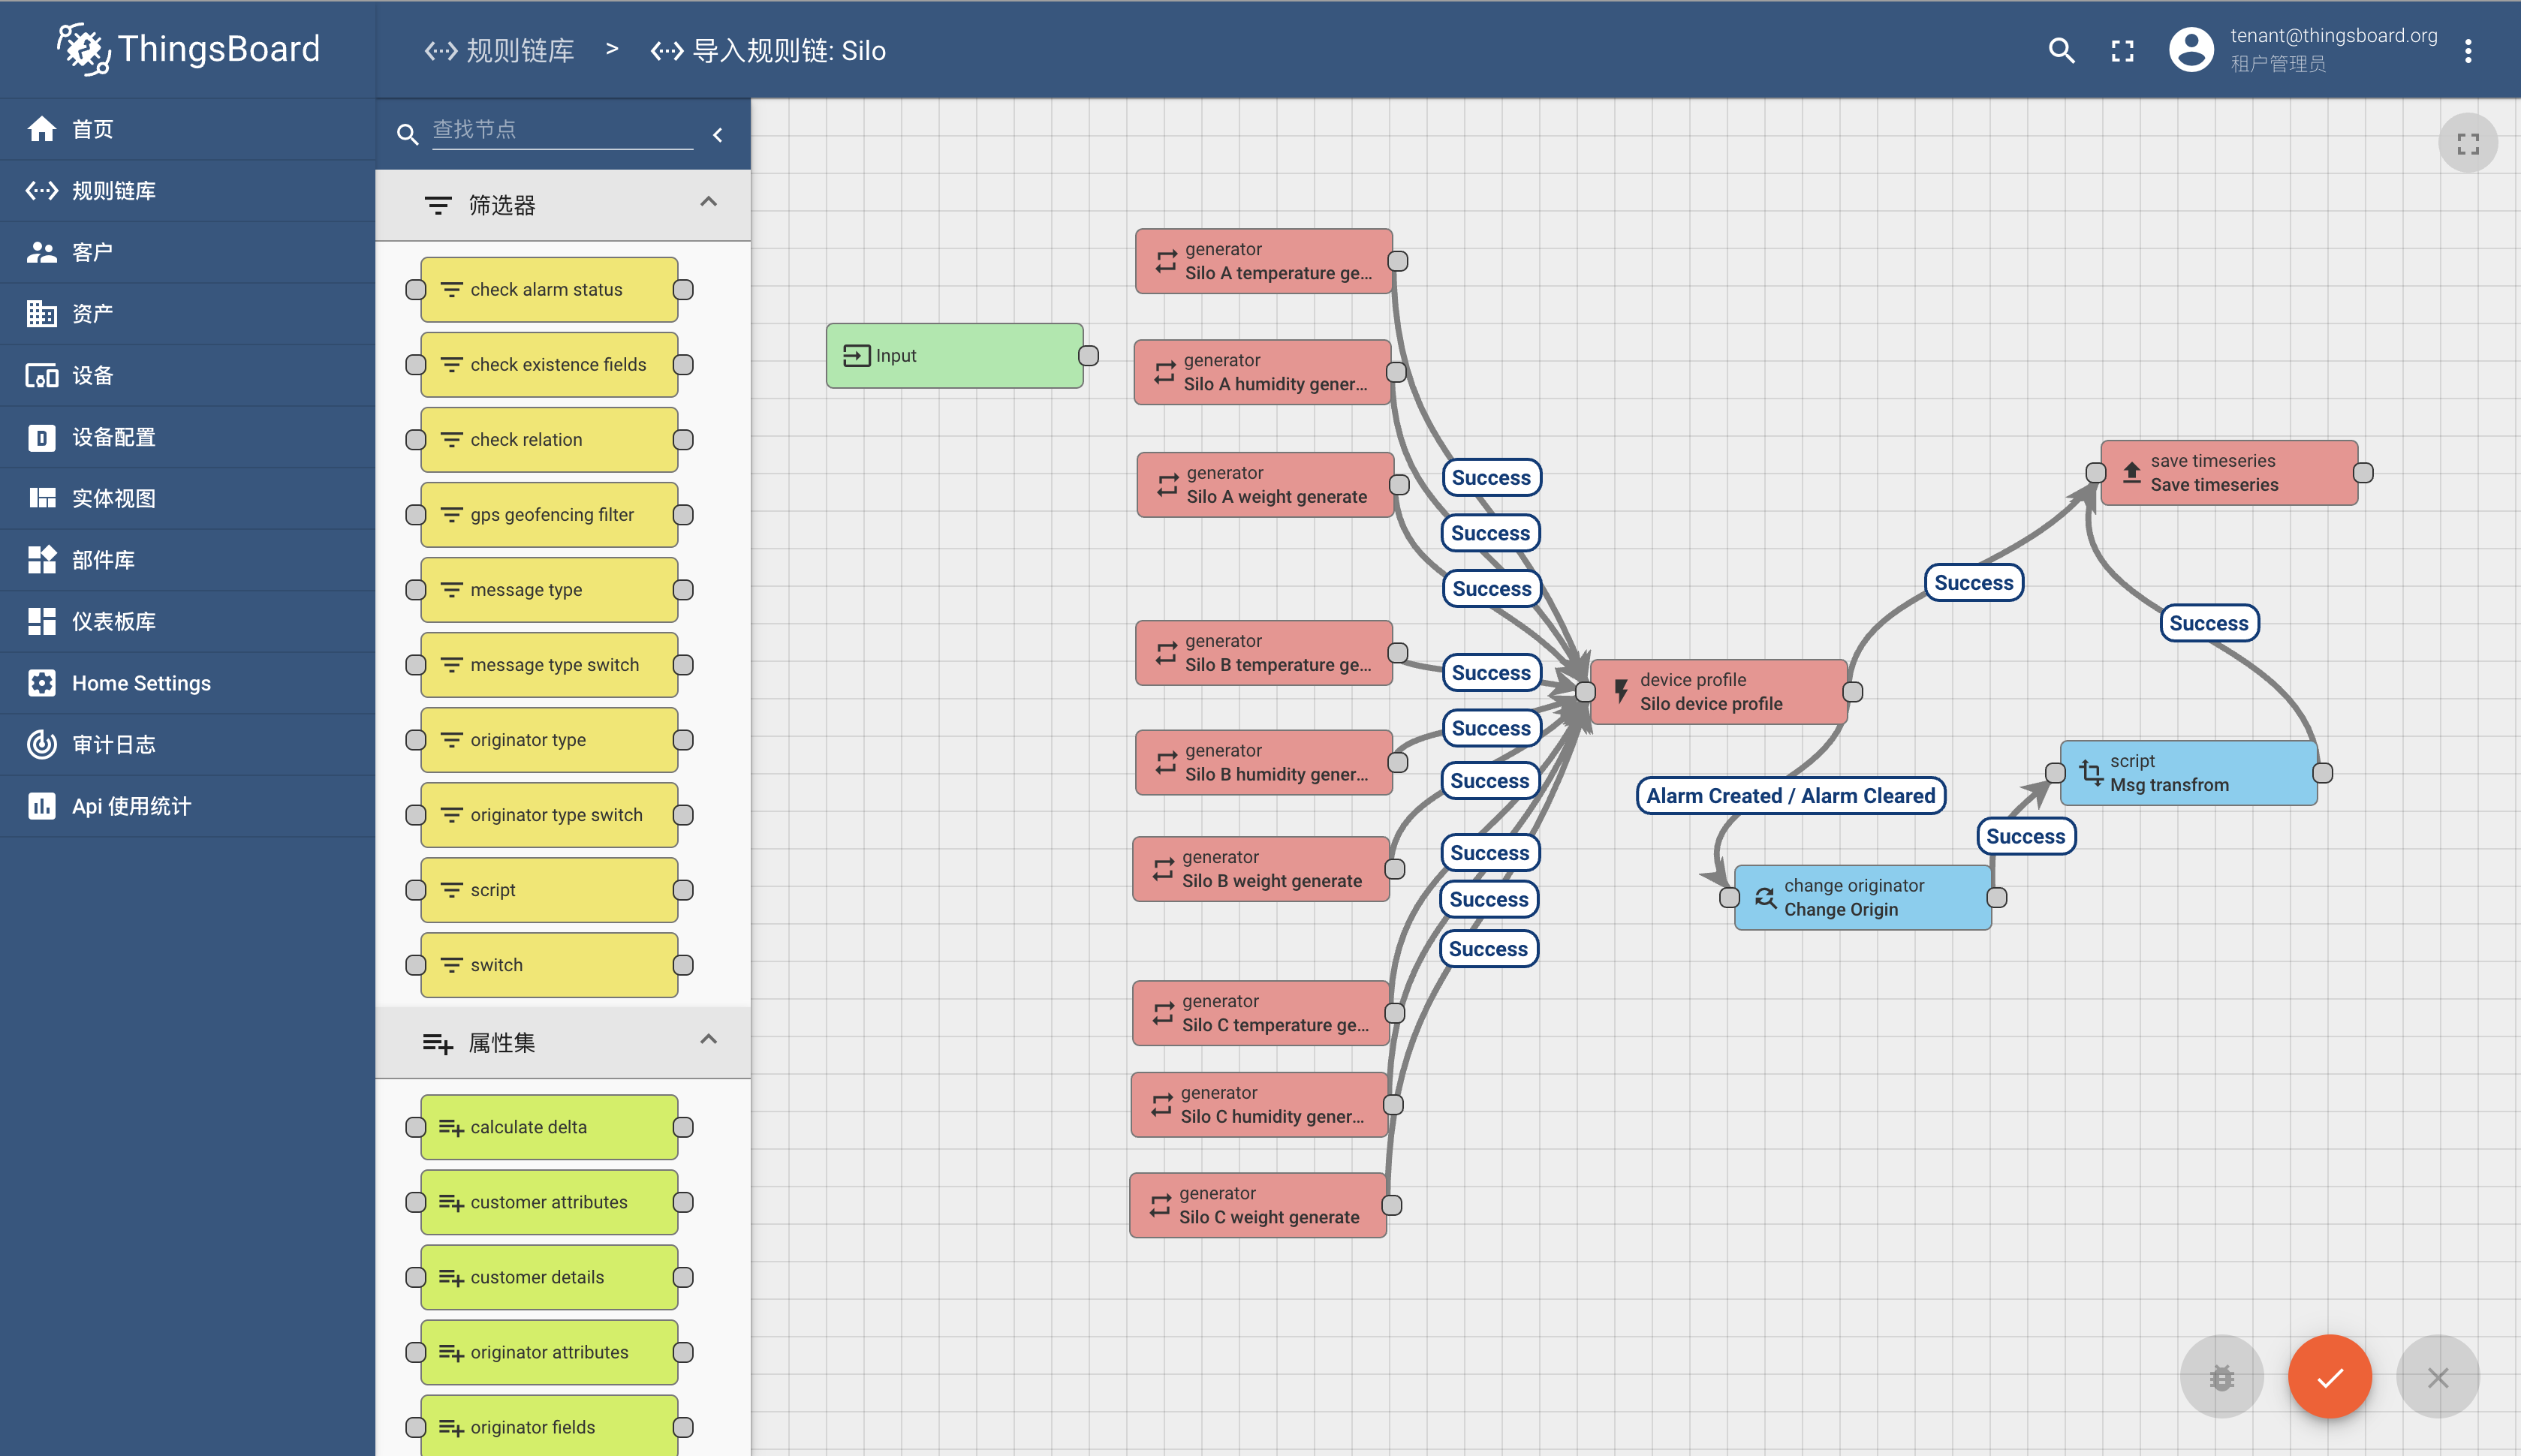 ThingsBoard
规则链库 > 导入规则链: Silo
tenant@thingsboard.org
租户管理员
首页
规则链库
客户
资产
设备
设备配置
实体视图
部件库
仪表板库
Home Settings
审计日志
Api 使用统计
查找节点
筛选器
check alarm status
check existence fields
check relation
gps geofencing filter
message type
message type switch
originator type
originator type switch
script
switch
属性集
calculate delta
customer attributes
customer details
originator attributes
originator fields
Input
generator
Silo A temperature ge...
generator
Silo A humidity gener...
generator
Silo A weight generate
generator
Silo B temperature ge...
generator
Silo B humidity gener...
generator
Silo B weight generate
generator
Silo C temperature ge...
generator
Silo C humidity gener...
generator
Silo C weight generate
Success
Success
Success
Success
Success
Success
Success
Success
Success
device profile
Silo device profile
Success
Alarm Created / Alarm Cleared
change originator
Change Origin
Success
script
Msg transfrom
Success
save timeseries
Save timeseries